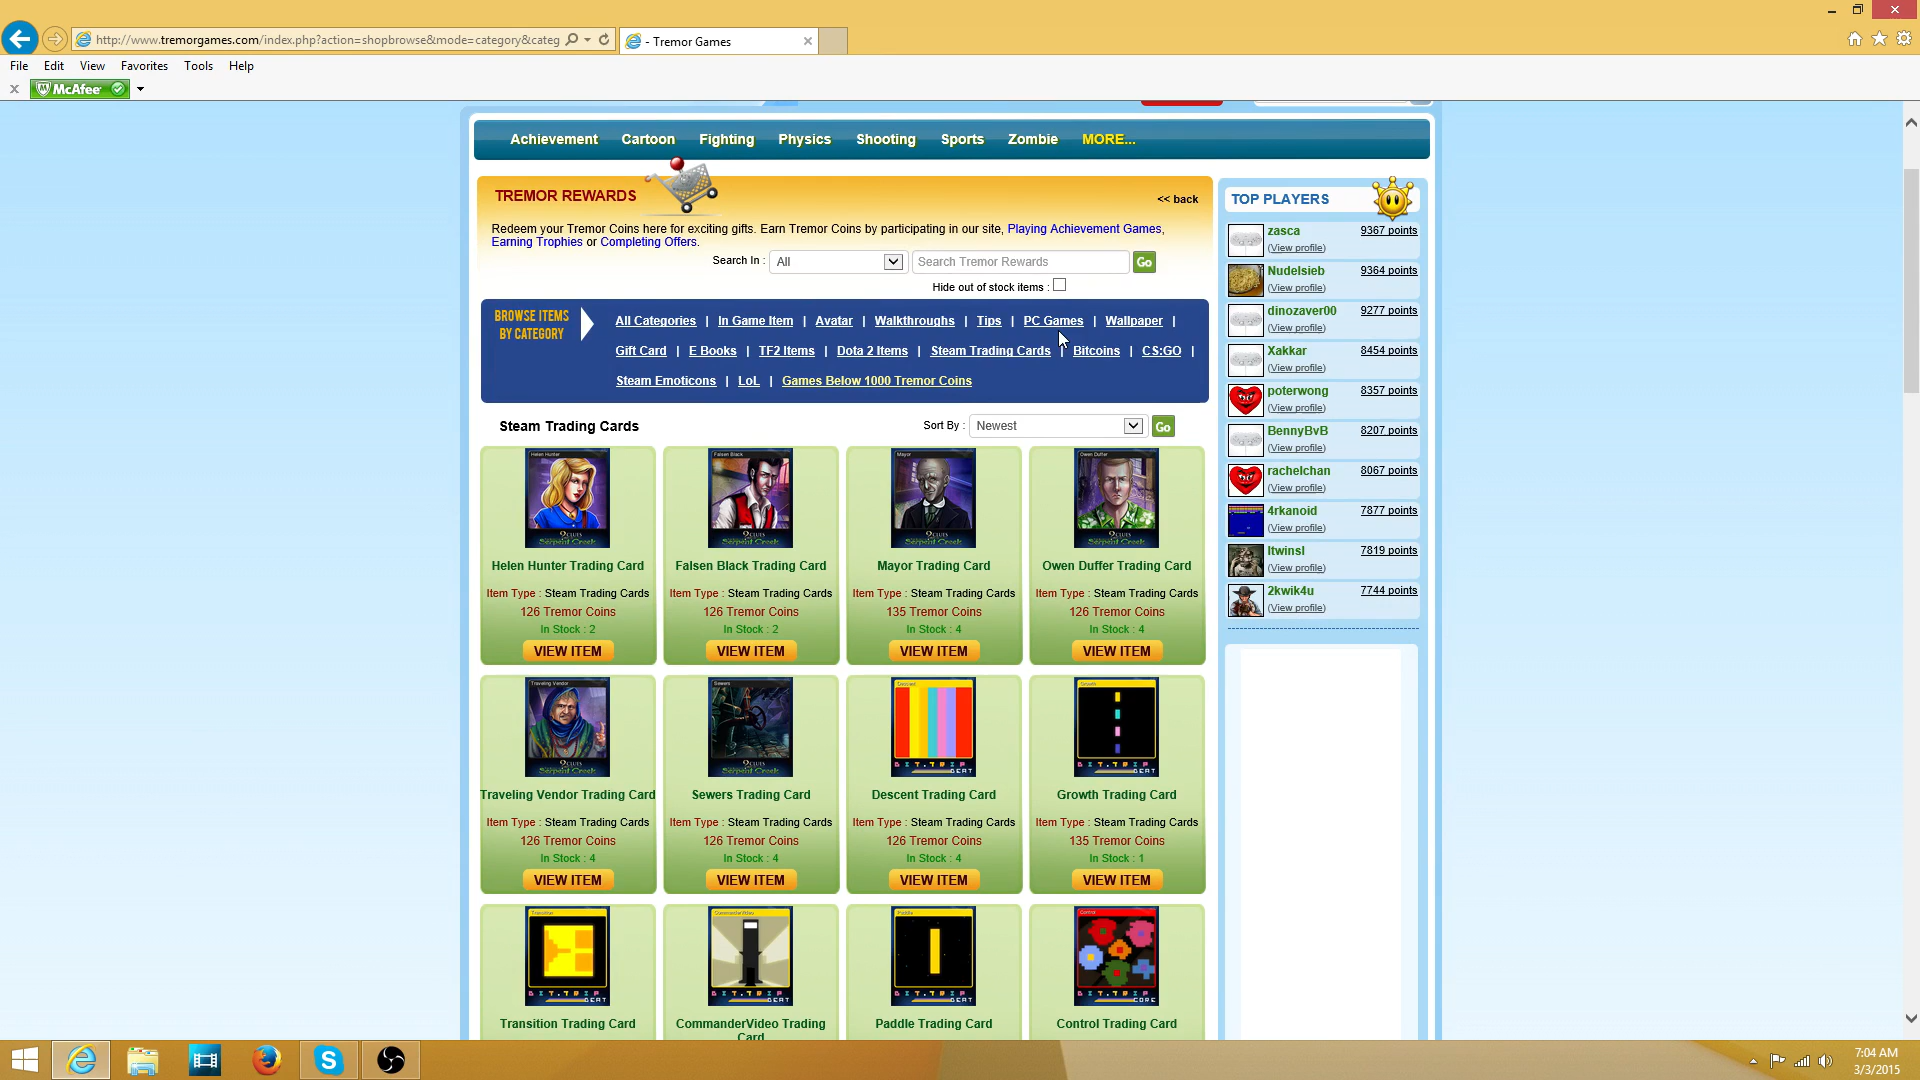 http://www.tremorgames.com/index.php?action=shopbrowse&mode=category&categ
- Tremor Games
File Edit View Favorites Tools Help
McAfee
Achievement Cartoon Fighting Physics Shooting Sports Zombie MORE...
TREMOR REWARDS
<< back
Redeem your Tremor Coins here for exciting gifts. Earn Tremor Coins by participating in our site, Playing Achievement Games,
Earning Trophies or Completing Offers.
Search In : All Search Tremor Rewards Go
Hide out of stock items :
BROWSE ITEMS
BY CATEGORY
All Categories | In Game Item | Avatar | Walkthroughs | Tips | PC Games | Wallpaper |
Gift Card | E Books | TF2 Items | Dota 2 Items | Steam Trading Cards | Bitcoins | CS:GO |
Steam Emoticons | LoL | Games Below 1000 Tremor Coins
Steam Trading Cards
Sort By : Newest Go
Helen Hunter Falsen Black Mayor Owen Duffer
Helen Hunter Trading Card Falsen Black Trading Card Mayor Trading Card Owen Duffer Trading Card
Item Type : Steam Trading Cards Item Type : Steam Trading Cards Item Type : Steam Trading Cards Item Type : Steam Trading Cards
126 Tremor Coins 126 Tremor Coins 135 Tremor Coins 126 Tremor Coins
In Stock : 2 In Stock : 2 In Stock : 4 In Stock : 4
VIEW ITEM VIEW ITEM VIEW ITEM VIEW ITEM
Traveling Vendor Sewers Descent Growth
Traveling Vendor Trading Card Sewers Trading Card Descent Trading Card Growth Trading Card
Item Type : Steam Trading Cards Item Type : Steam Trading Cards Item Type : Steam Trading Cards Item Type : Steam Trading Cards
126 Tremor Coins 126 Tremor Coins 126 Tremor Coins 135 Tremor Coins
In Stock : 4 In Stock : 4 In Stock : 4 In Stock : 1
VIEW ITEM VIEW ITEM VIEW ITEM VIEW ITEM
Transition CommanderVideo Paddle Control
Transition Trading Card CommanderVideo Trading Paddle Trading Card Control Trading Card
Card
TOP PLAYERS
zasca 9367 points
(View profile)
Nudelsieb 9364 points
(View profile)
dinozaver00 9277 points
(View profile)
Xakkar 8454 points
(View profile)
poterwong 8357 points
(View profile)
BennyBvB 8207 points
(View profile)
rachelchan 8067 points
(View profile)
4rkanoid 7877 points
(View profile)
ltwinsl 7819 points
(View profile)
2kwik4u 7744 points
(View profile)
7:04 AM
3/3/2015